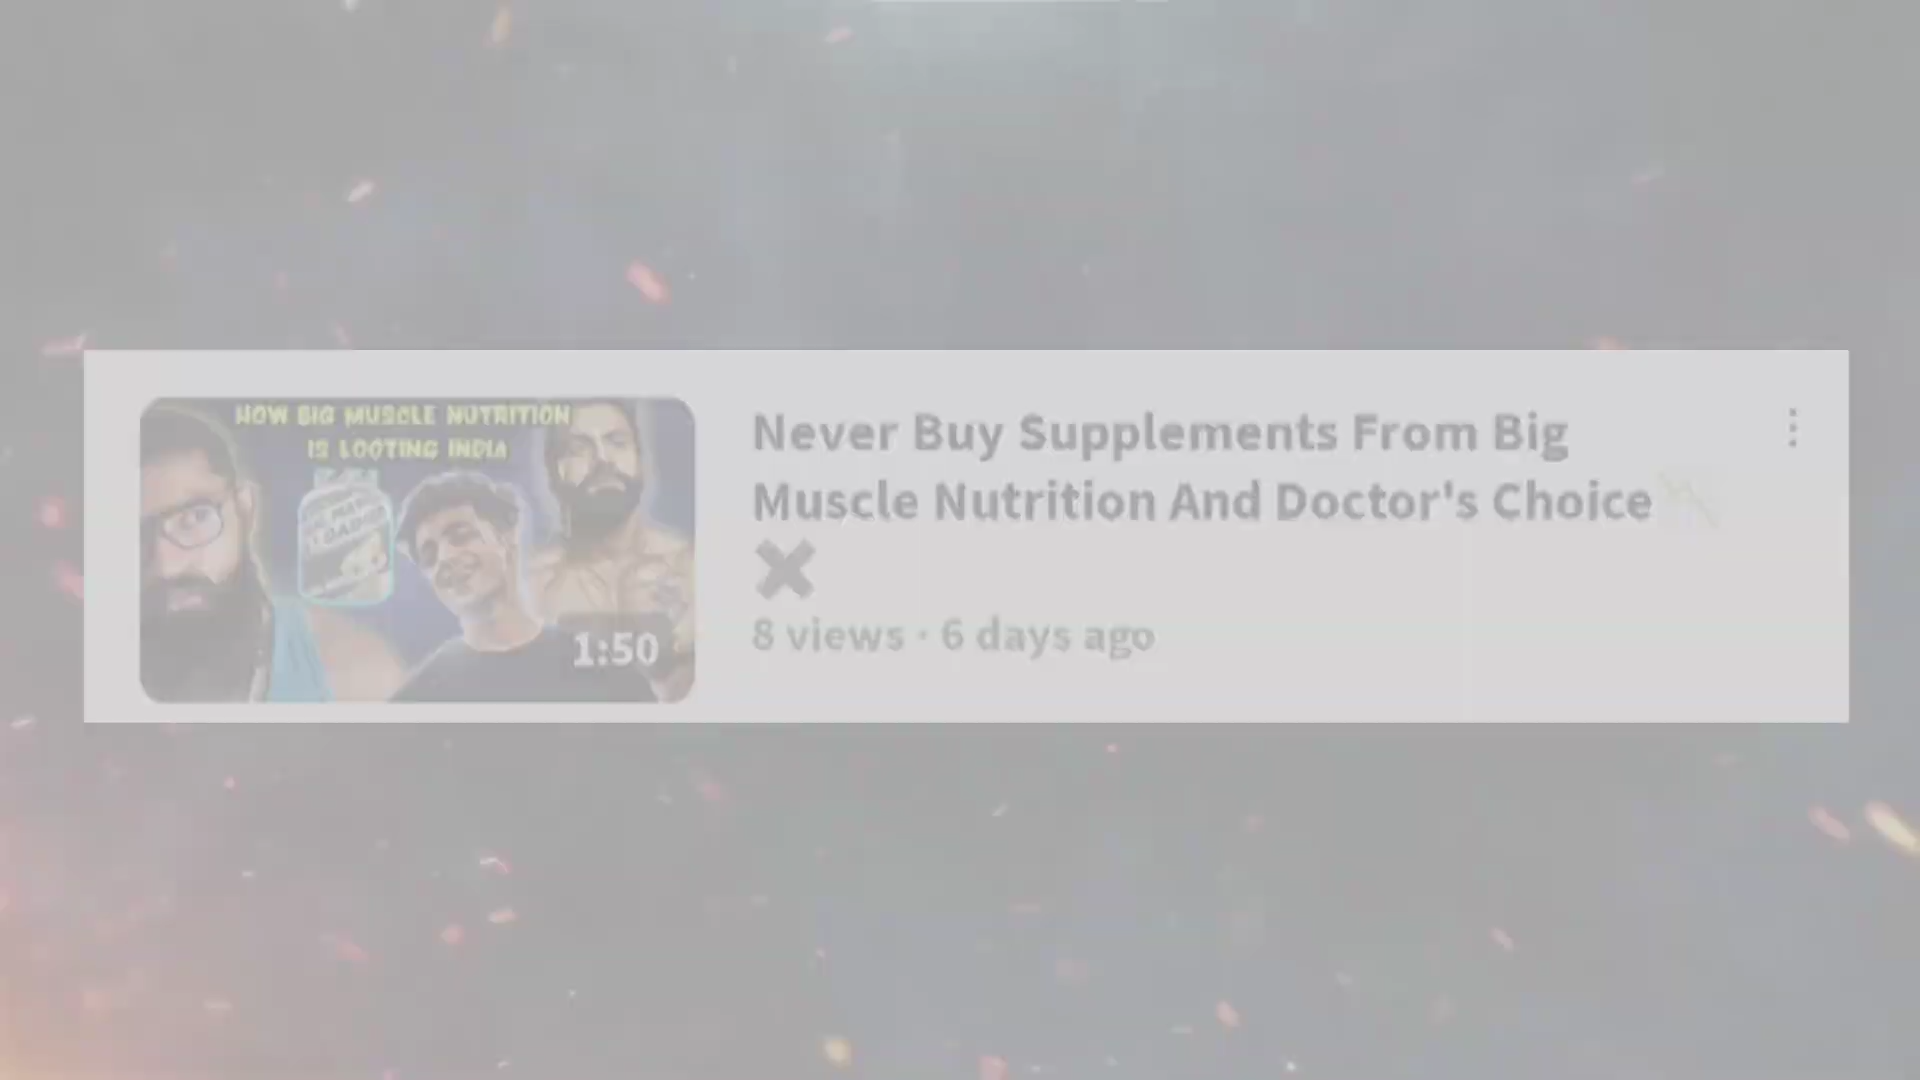 HOW BIG MUSCLE NUTRITION
IS LOOTING INDIA
1:50
Never Buy Supplements From Big
Muscle Nutrition And Doctor's Choice
8 views · 6 days ago